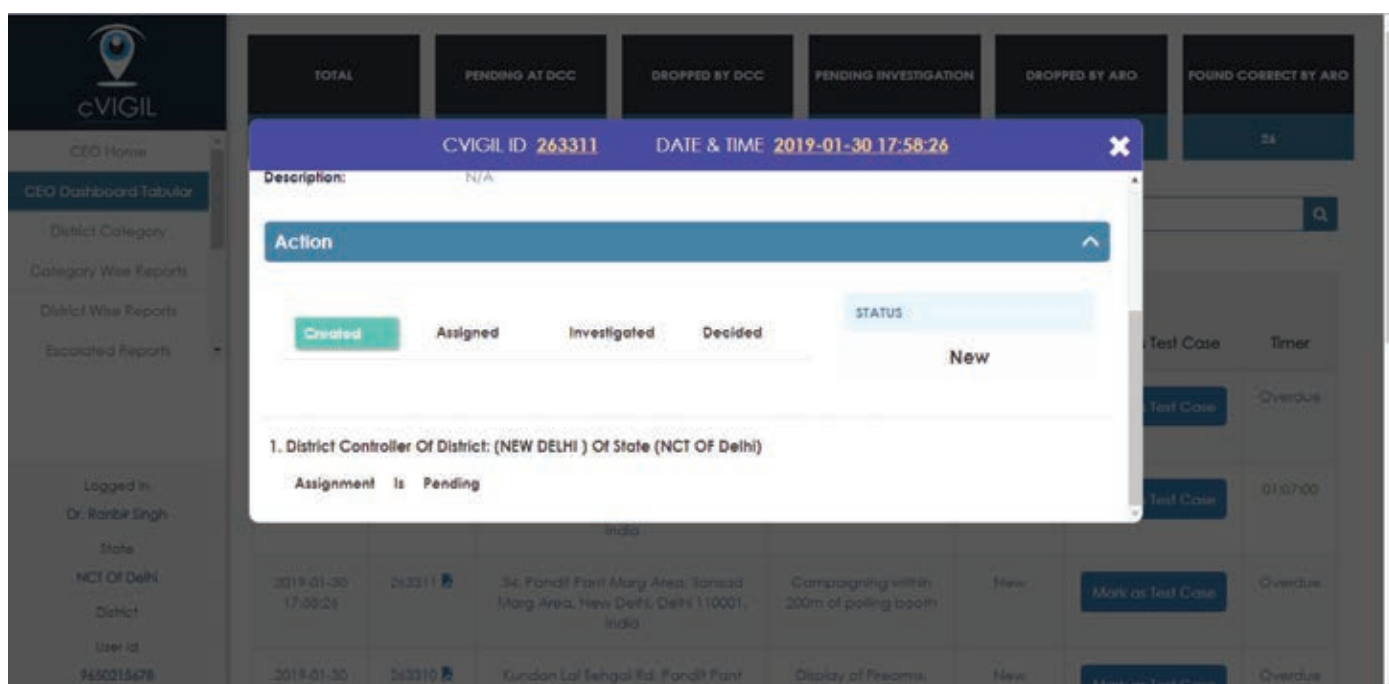 cVIGIL
CEO Home
CEO Dashboard Tabular
District Category
Category Wise Reports
District Wise Reports
Escalated Reports
Logged In
Dr. Ranbir Singh
State
NCT Of Delhi
District
User Id
9650215678
TOTAL PENDING AT DCC DROPPED BY DCC PENDING INVESTIGATION DROPPED BY ARO FOUND CORRECT BY ARO
26
CVIGIL ID 263311 DATE & TIME 2019-01-30 17:58:26
Description: N/A
Action
Created Assigned Investigated Decided
STATUS
New
1. District Controller Of District: (NEW DELHI ) Of State (NCT OF Delhi)
Assignment Is Pending
Test Case Timer
Test Case Overdue
Test Case 01:07:00
India
2019-01-30 263311 34, Pandit Pant Marg Area, Sansad Campaigning within New Mark as Test Case Overdue
17:58:26 Marg Area, New Delhi, Delhi 110001, 200m of polling booth
India
2019-01-30 263310 Kundan Lal Sehgal Rd, Pandit Pant Display of Firearms, New Mark as Test Case Overdue